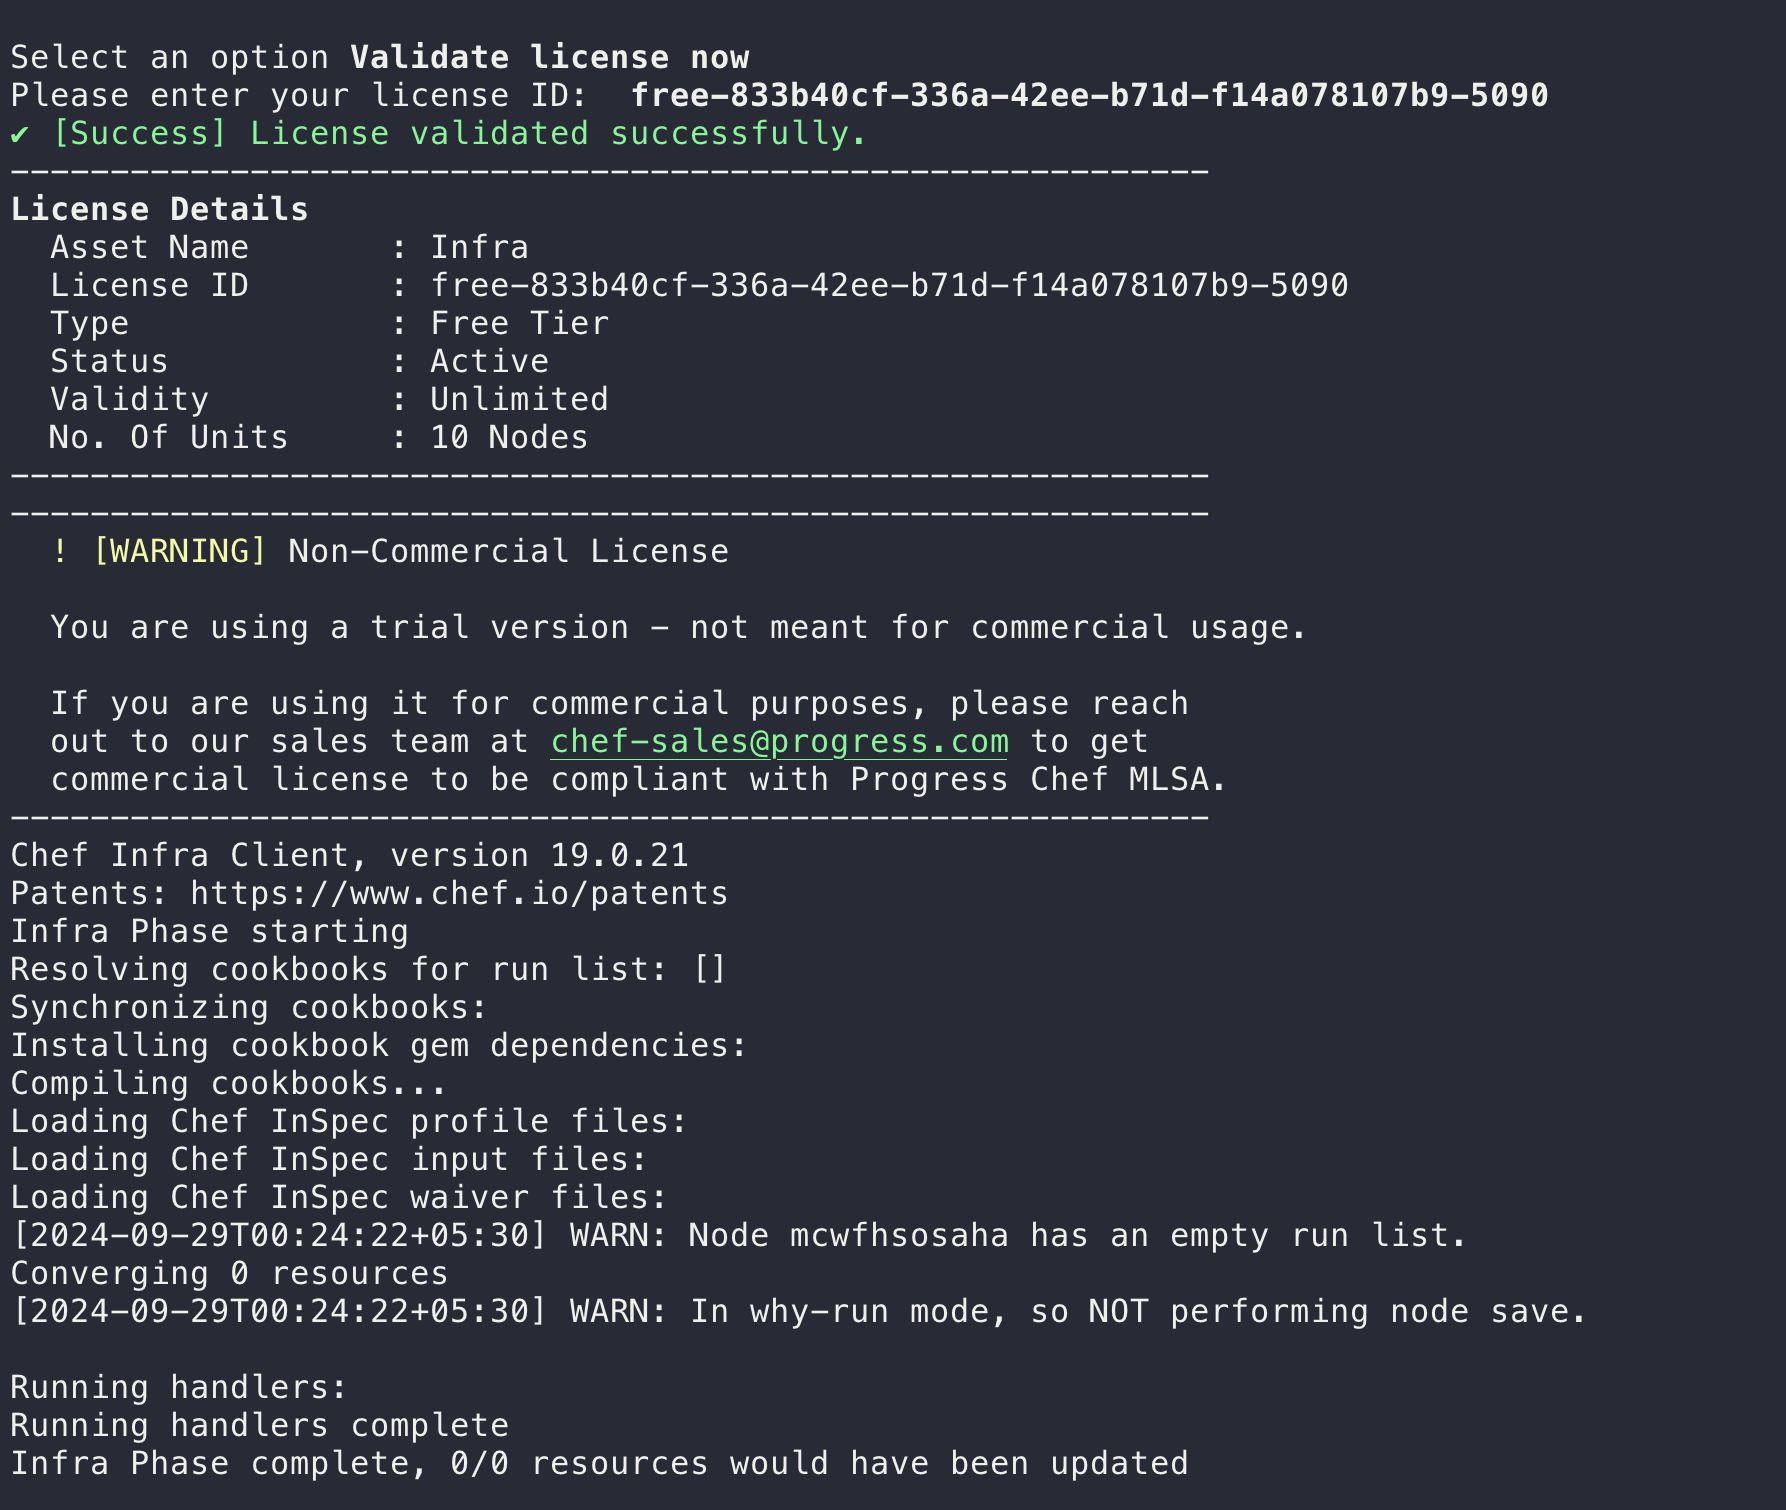 Select an option Validate license now
Please enter your license ID:  free-833b40cf-336a-42ee-b71d-f14a078107b9-5090
✔ [Success] License validated successfully.
------------------------------------------------------------
License Details
  Asset Name       : Infra
  License ID       : free-833b40cf-336a-42ee-b71d-f14a078107b9-5090
  Type             : Free Tier
  Status           : Active
  Validity         : Unlimited
  No. Of Units     : 10 Nodes
------------------------------------------------------------
------------------------------------------------------------
  ! [WARNING] Non-Commercial License

  You are using a trial version - not meant for commercial usage.

  If you are using it for commercial purposes, please reach
  out to our sales team at chef-sales@progress.com to get
  commercial license to be compliant with Progress Chef MLSA.
------------------------------------------------------------
Chef Infra Client, version 19.0.21
Patents: https://www.chef.io/patents
Infra Phase starting
Resolving cookbooks for run list: []
Synchronizing cookbooks:
Installing cookbook gem dependencies:
Compiling cookbooks...
Loading Chef InSpec profile files:
Loading Chef InSpec input files:
Loading Chef InSpec waiver files:
[2024-09-29T00:24:22+05:30] WARN: Node mcwfhsosaha has an empty run list.
Converging 0 resources
[2024-09-29T00:24:22+05:30] WARN: In why-run mode, so NOT performing node save.

Running handlers:
Running handlers complete
Infra Phase complete, 0/0 resources would have been updated